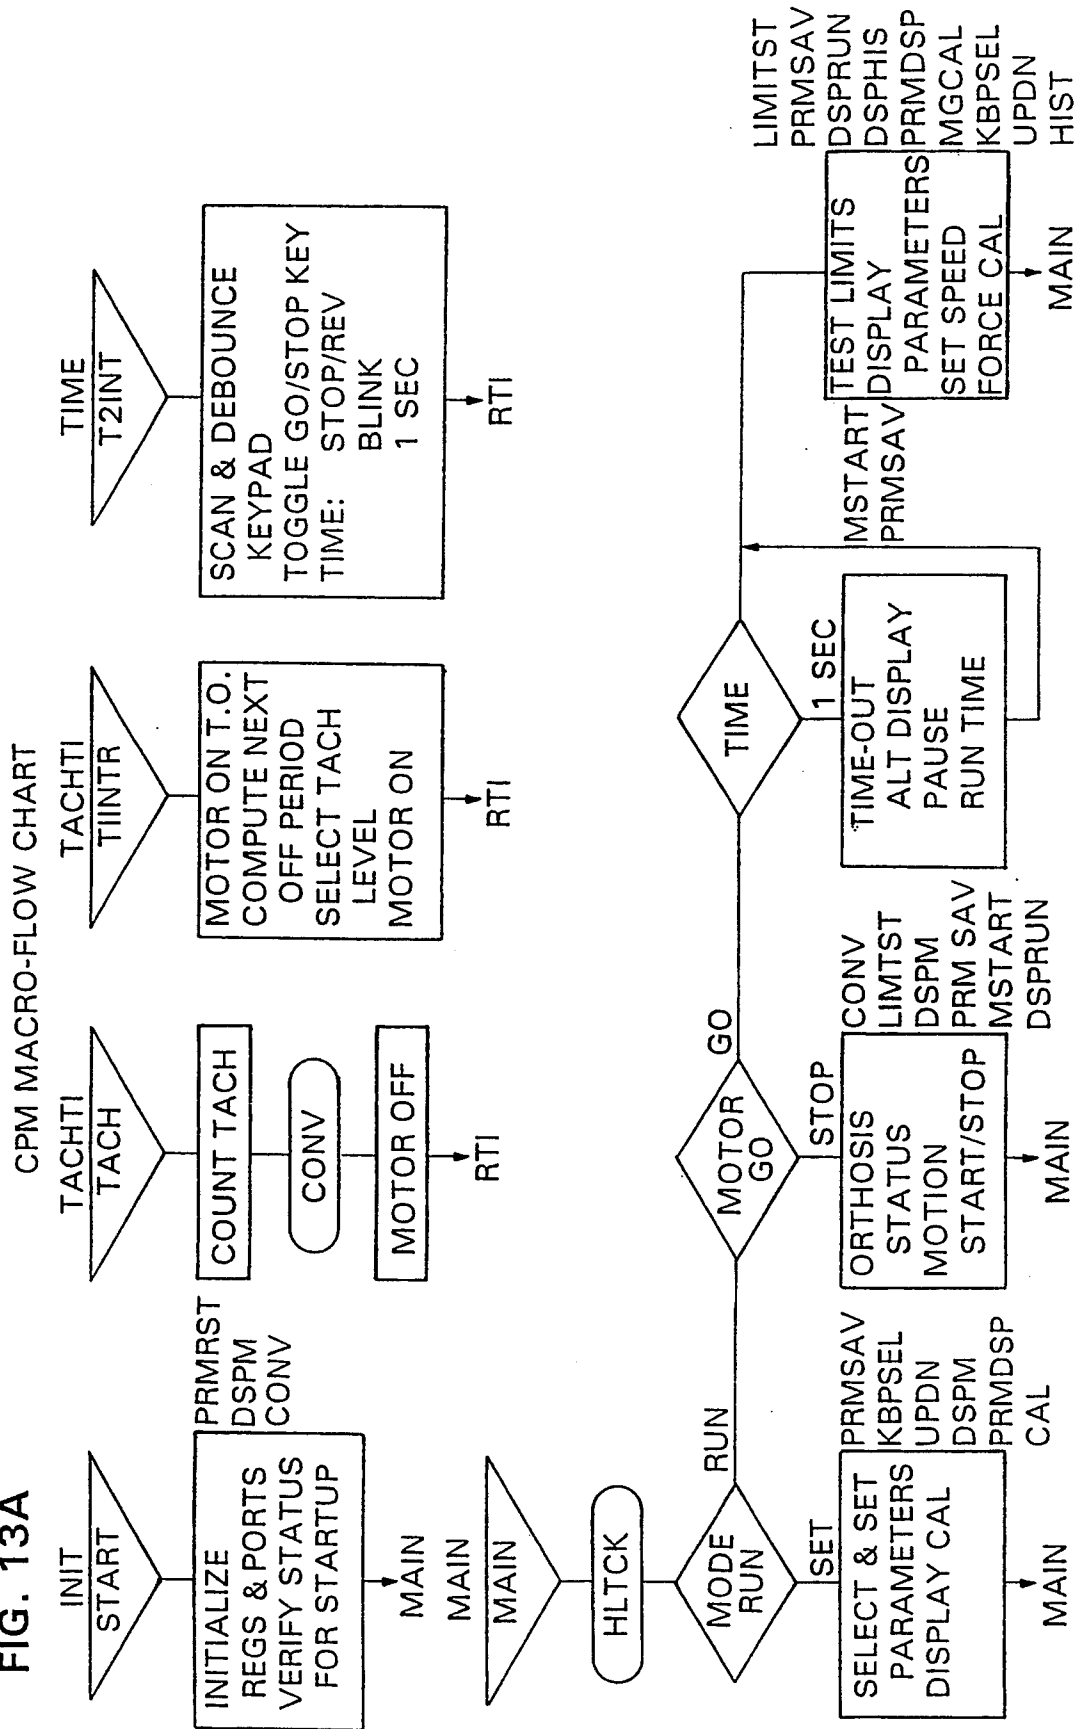 FIG. 13A
CPM MACRO-FLOW CHART
INIT
START
INITIALIZE
REGS & PORTS
VERIFY STATUS
FOR STARTUP
PRMRST
DSPM
CONV
MAIN
TACHTI
TACH
COUNT TACH
CONV
MOTOR OFF
RTI
TACHTI
TIINTR
MOTOR ON T.O.
COMPUTE NEXT
OFF PERIOD
SELECT TACH
LEVEL
MOTOR ON
RTI
TIME
T2INT
SCAN & DEBOUNCE
KEYPAD
TOGGLE GO/STOP KEY
TIME: STOP/REV
BLINK
1 SEC
RTI
MAIN
MAIN
HLTCK
MODE
RUN
RUN
SET
SELECT & SET
PARAMETERS
DISPLAY CAL
PRMSAV
KBPSEL
UPDN
DSPM
PRMDSP
CAL
MAIN
MOTOR
GO
GO
STOP
ORTHOSIS
STATUS
MOTION
START/STOP
CONV
LIMTST
DSPM
PRM SAV
MSTART
DSPRUN
MAIN
TIME
1 SEC
TIME-OUT
ALT DISPLAY
PAUSE
RUN TIME
MSTART
PRMSAV
TEST LIMITS
DISPLAY
PARAMETERS
SET SPEED
FORCE CAL
LIMITST
PRMSAV
DSPRUN
DSPHIS
PRMDSP
MGCAL
KBPSEL
UPDN
HIST
MAIN